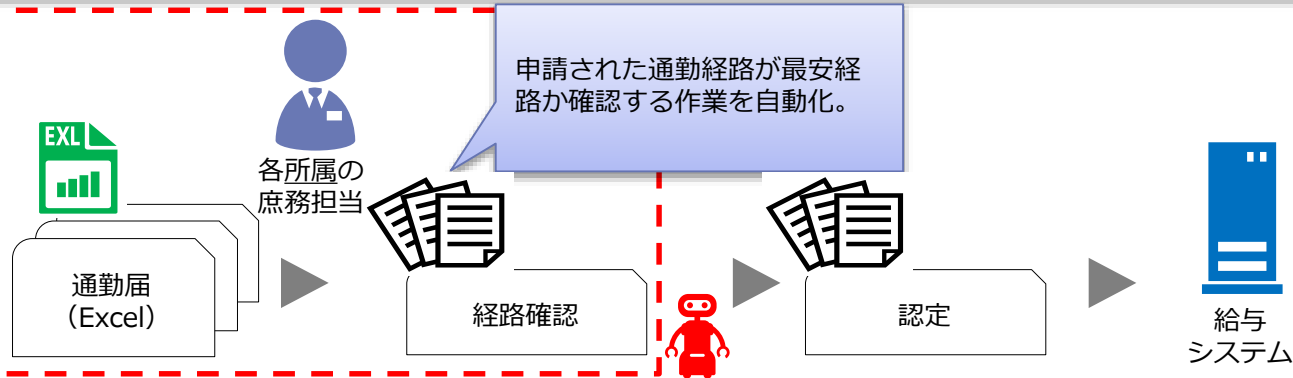 申請された通勤経路が最安経
路か確認する作業を自動化。
EXL
各所属の
庶務担当
通勤届
（Excel）
経路確認
認定
給与
システム